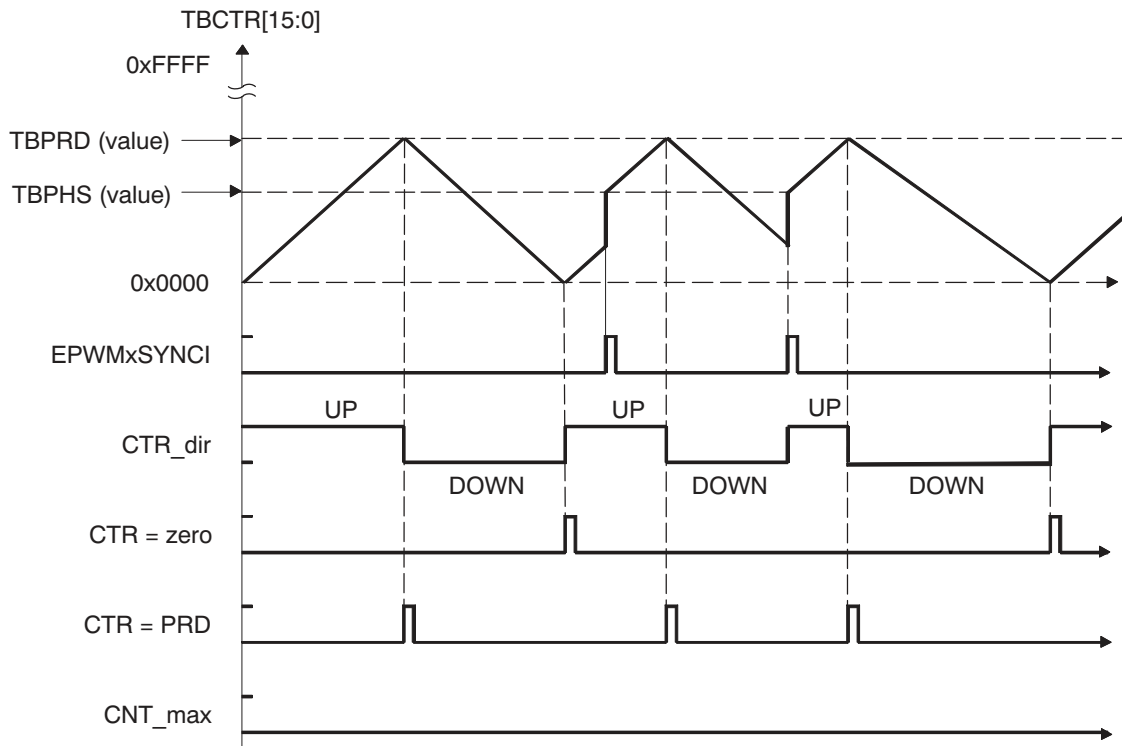 TBCTR[15:0]
0xFFFF
TBPRD (value)
TBPHS (value)
0x0000
EPWMxSYNCI
UP UP UP
CTR_dir
DOWN DOWN DOWN
CTR = zero
CTR = PRD
CNT_max